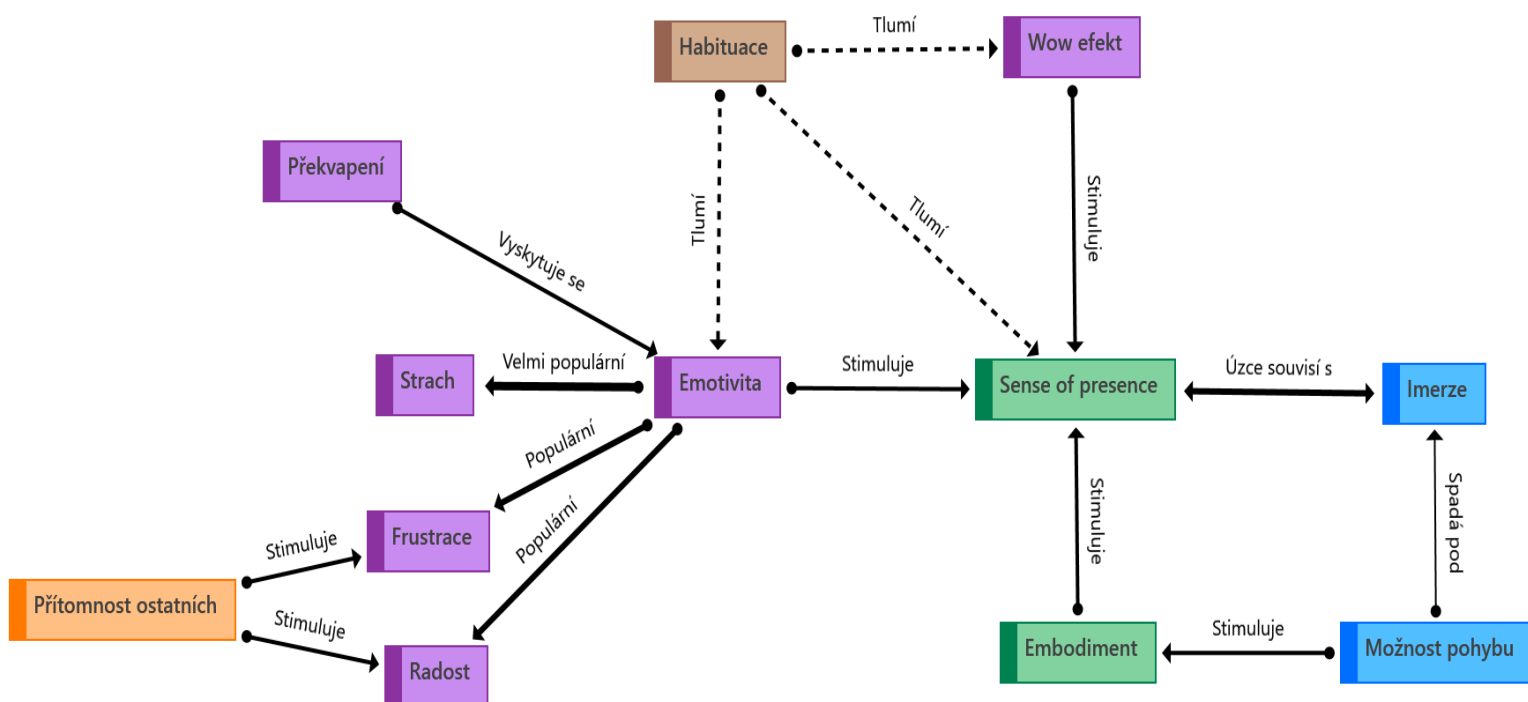 Habituace
Tlumí
Wow efekt
Překvapení
Vyskytuje se
Tlumí
Tlumí
Stimuluje
Strach
Velmi populární
Emotivita
Stimuluje
Sense of presence
Úzce souvisí s
Imerze
Populární
Populární
Frustrace
Stimuluje
Přítomnost ostatních
Stimuluje
Radost
Stimuluje
Spadá pod
Embodiment
Stimuluje
Možnost pohybu